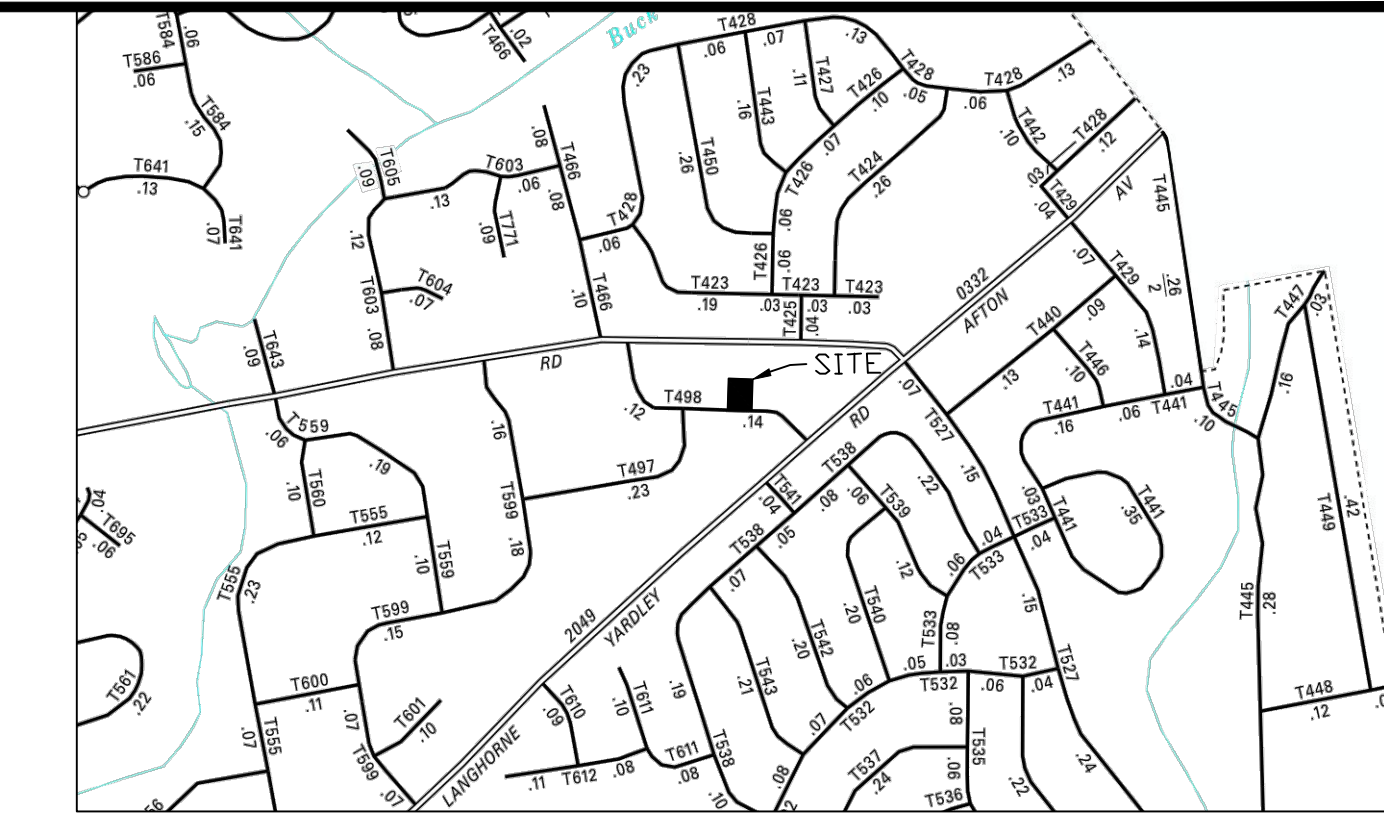 T584
.06
T466
.02
Buck
T428
.06
.07
.13
T586
.06
.23
T443
.16
T427
.11
T426
.10
T428
.05
T428
.06
.13
T584
.15
.08
T450
.26
.07
T442
.10
T428
.12
T641
.13
T605
.09
T603
.06
T466
.08
T426
T424
.26
.03
T429
.04
AV
T445
.13
T641
.07
T771
.09
T428
.06
.06
.12
T426
.06
.07
T429
T603
T604
.07
T466
.10
T423
.19
.03
T423
.03
T423
.03
0332
AFTON
.26
2
T447
.03
T425
.04
T440
.09
.08
T643
.09
RD
SITE
.14
T446
.10
.13
.04
.16
.07
T498
.12
.14
RD
T527
T441
.16
.06
T441
T445
.10
T559
.06
.16
.19
T497
.23
T538
.22
.15
.04
T695
.06
T560
.10
T599
T541
.04
.08
.06
T539
.03
T441
T441
.35
T449
.42
T555
.12
.18
T538
.05
.04
T533
.04
.10
T559
.12
.06
T533
T555
.23
.07
T599
.15
2049
YARDLEY
T540
.20
.15
T445
.28
T542
.20
T533
.08
T561
.22
T600
.11
.19
T543
.21
.06
.05
.03
T532
T532
.06
.04
T527
T448
.12
T601
.10
.07
T610
.09
T611
.10
.07
T532
.08
T555
.07
T599
.07
LANGHORNE
T611
.08
T538
T535
.24
.11
T612
.08
.10
.08
T537
.24
.06
T536
.22
56